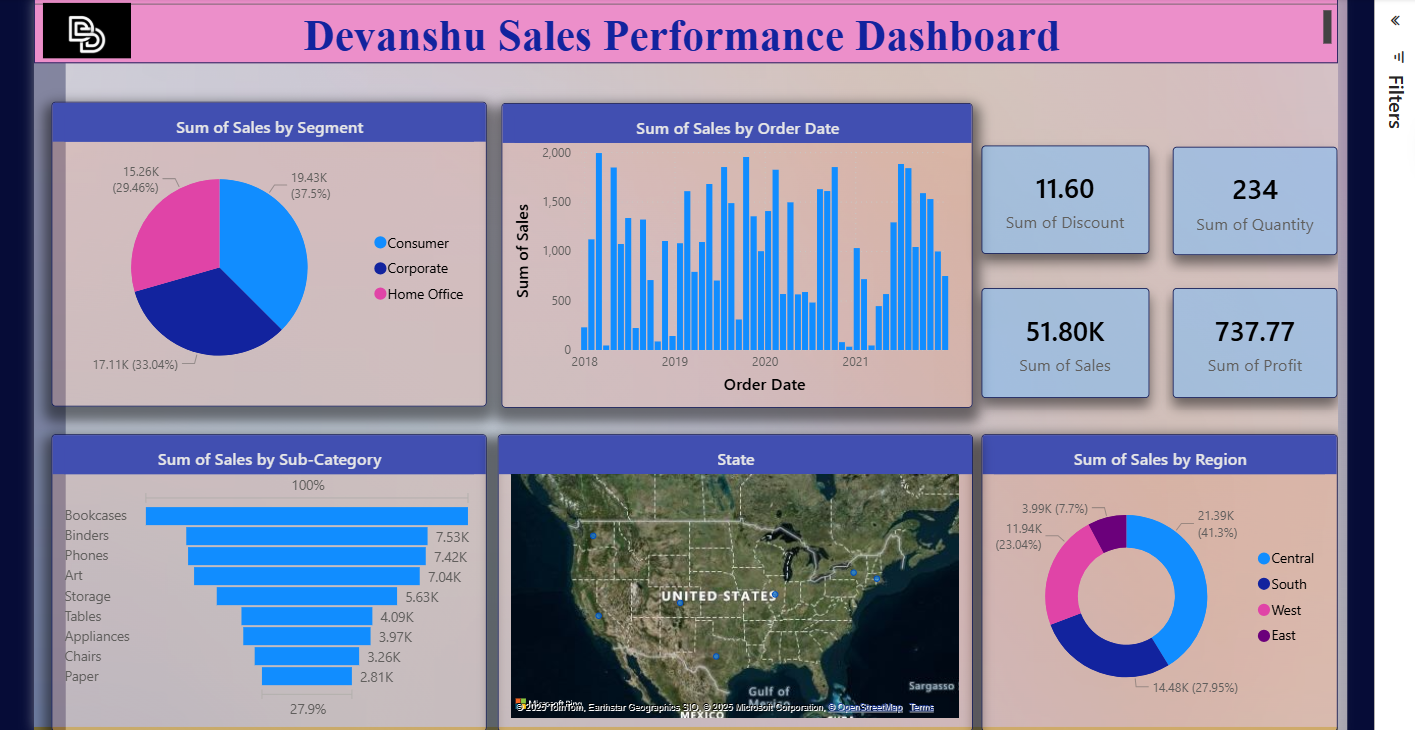 Devanshu Sales Performance Dashboard
Filters
Sum of Sales by Segment
15.26K
(29.46%)
19.43K
(37.5%)
17.11K (33.04%)
Consumer
Corporate
Home Office
Sum of Sales by Order Date
Sum of Sales
2,000
1,500
1,000
500
0
2018
2019
2020
2021
Order Date
11.60
Sum of Discount
234
Sum of Quantity
51.80K
Sum of Sales
737.77
Sum of Profit
Sum of Sales by Sub-Category
100%
Bookcases
Binders 7.53K
Phones 7.42K
Art 7.04K
Storage 5.63K
Tables 4.09K
Appliances 3.97K
Chairs 3.26K
Paper 2.81K
27.9%
State
UNITED STATES
Gulf of
Mexico
Sargasso
MEXICO
CUBA
Microsoft Bing
© 2025 TomTom, Earthstar Geographics SIO, © 2025 Microsoft Corporation, © OpenStreetMap Terms
Sum of Sales by Region
3.99K (7.7%)
11.94K
(23.04%)
21.39K
(41.3%)
14.48K (27.95%)
Central
South
West
East